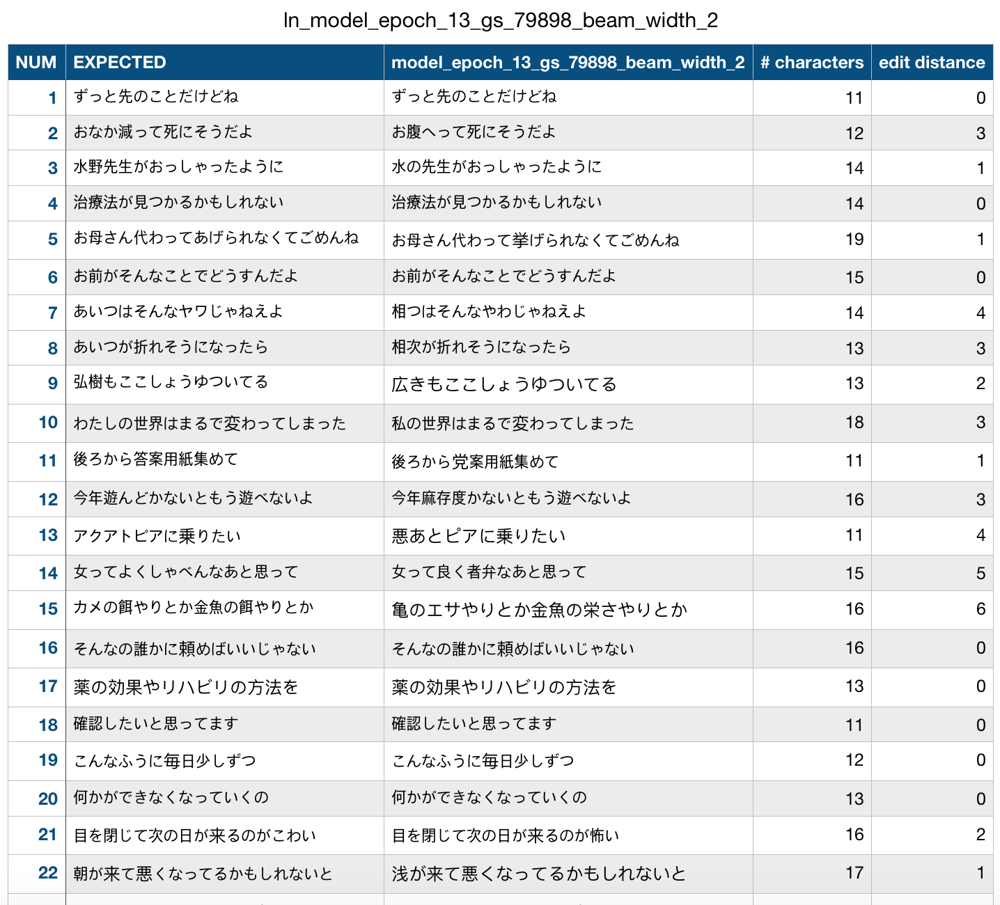 ln_model_epoch_13_gs_79898_beam_width_2
NUM EXPECTED model_epoch_13_gs_79898_beam_width_2 # characters edit distance
1 ずっと先のことだけどね ずっと先のことだけどね 11 0
2 おなか減って死にそうだよ お腹へって死にそうだよ 12 3
3 水野先生がおっしゃったように 水の先生がおっしゃったように 14 1
4 治療法が見つかるかもしれない 治療法が見つかるかもしれない 14 0
5 お母さん代わってあげられなくてごめんね お母さん代わって挙げられなくてごめんね 19 1
6 お前がそんなことでどうすんだよ お前がそんなことでどうすんだよ 15 0
7 あいつはそんなヤワじゃねえよ 相つはそんなやわじゃねえよ 14 4
8 あいつが折れそうになったら 相次が折れそうになったら 13 3
9 弘樹もここしょうゆついてる 広きもここしょうゆついてる 13 2
10 わたしの世界はまるで変わってしまった 私の世界はまるで変わってしまった 18 3
11 後ろから答案用紙集めて 後ろから党案用紙集めて 11 1
12 今年遊んどかないともう遊べないよ 今年麻存度かないともう遊べないよ 16 3
13 アクアトピアに乗りたい 悪あとピアに乗りたい 11 4
14 女ってよくしゃべんなあと思って 女って良く者弁なあと思って 15 5
15 カメの餌やりとか金魚の餌やりとか 亀のエサやりとか金魚の栄さやりとか 16 6
16 そんなの誰かに頼めばいいじゃない そんなの誰かに頼めばいいじゃない 16 0
17 薬の効果やリハビリの方法を 薬の効果やリハビリの方法を 13 0
18 確認したいと思ってます 確認したいと思ってます 11 0
19 こんなふうに毎日少しずつ こんなふうに毎日少しずつ 12 0
20 何かができなくなっていくの 何かができなくなっていくの 13 0
21 目を閉じて次の日が来るのがこわい 目を閉じて次の日が来るのが怖い 16 2
22 朝が来て悪くなってるかもしれないと 浅が来て悪くなってるかもしれないと 17 1